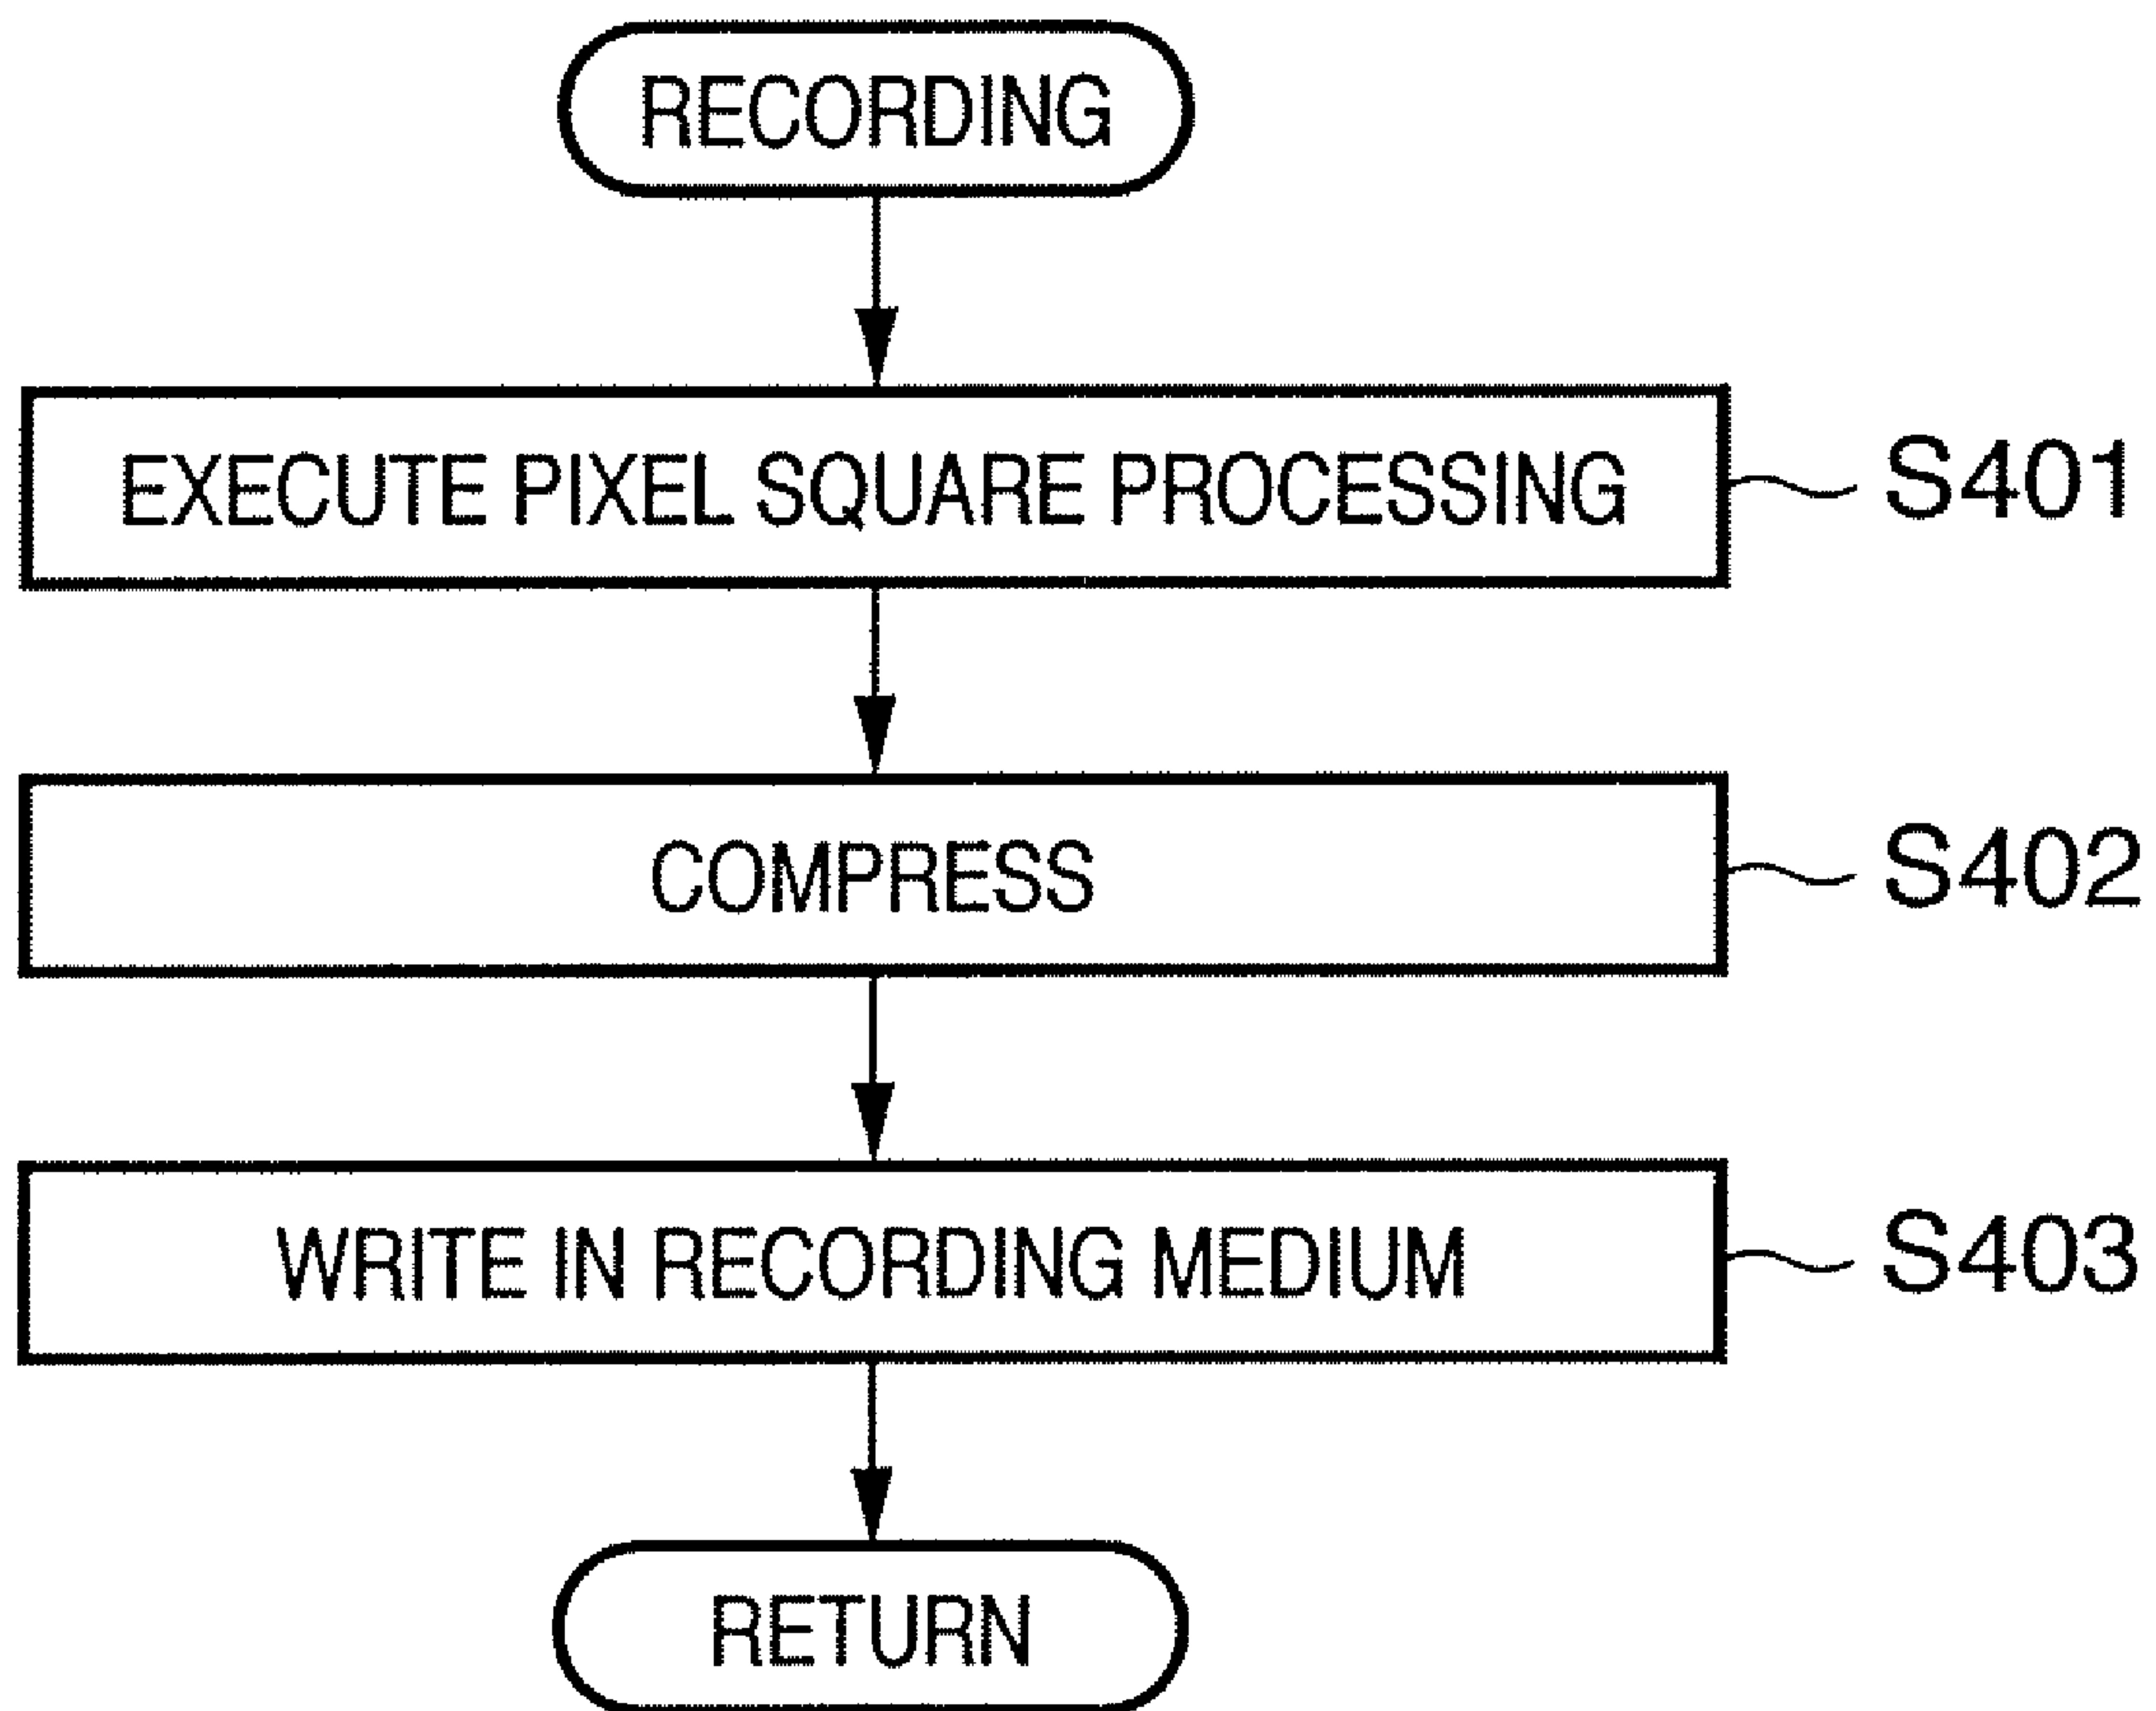 RECORDING
EXECUTE PIXEL SQUARE PROCESSING
S401
COMPRESS
S402
WRITE IN RECORDING MEDIUM
S403
RETURN